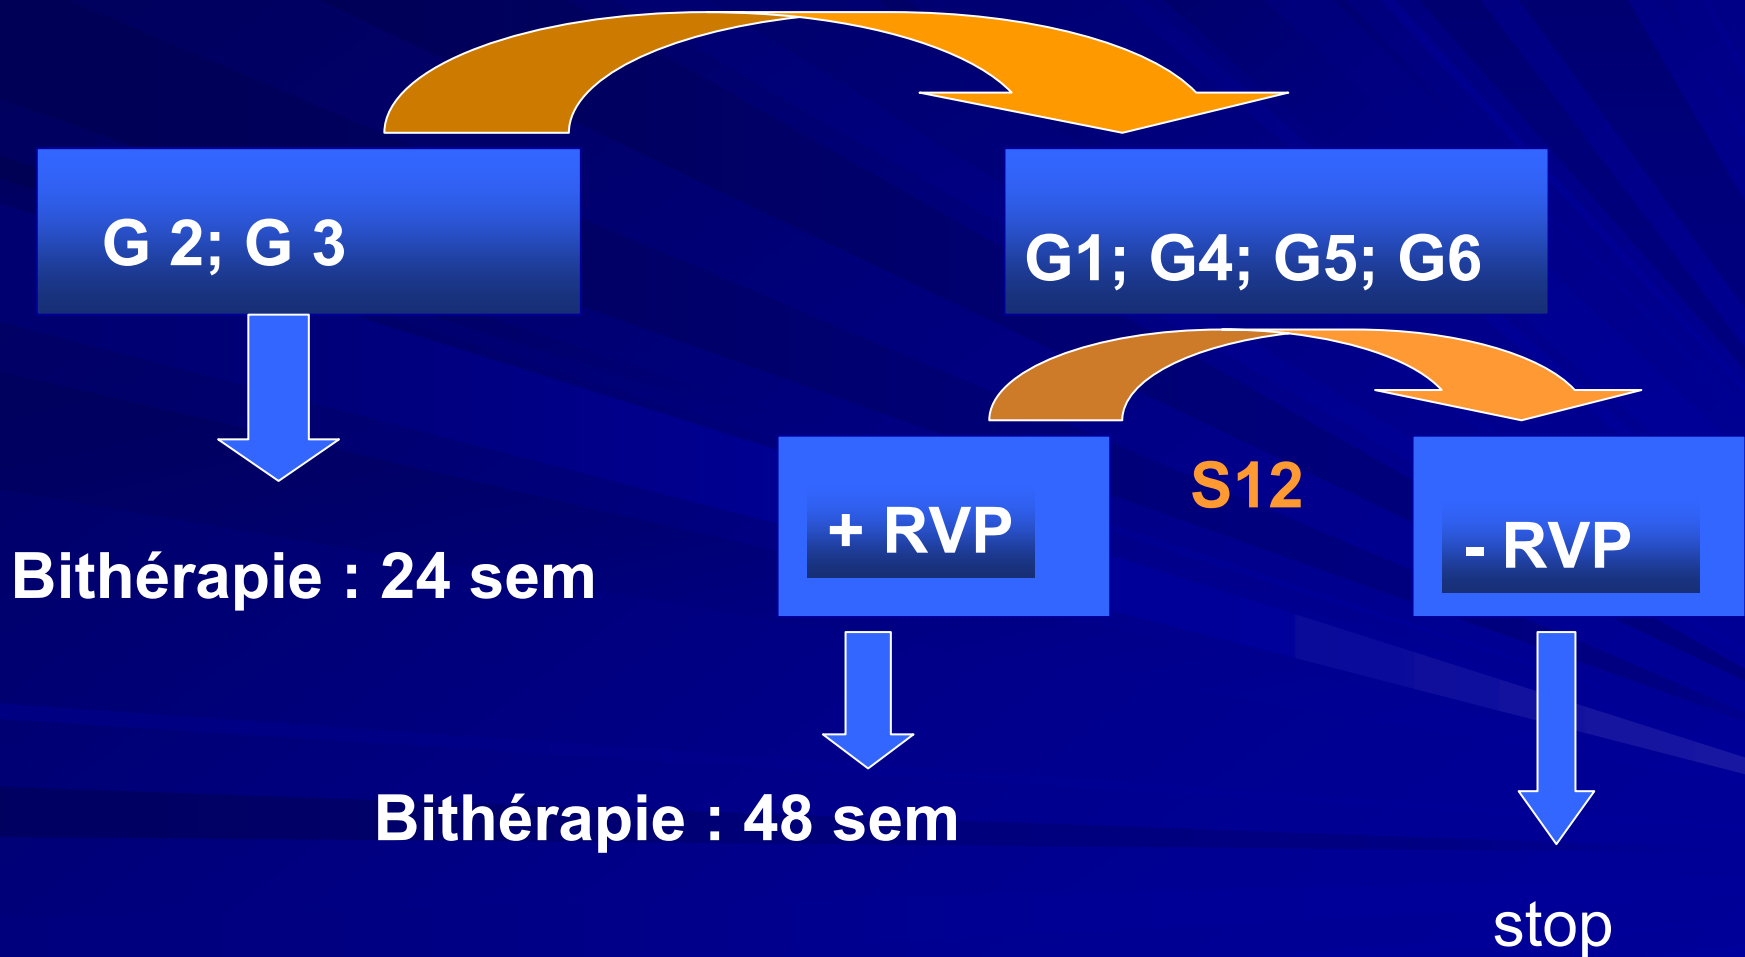 G 2; G 3
G1; G4; G5; G6
S12
+ RVP
- RVP
Bithérapie : 24 sem
Bithérapie : 48 sem
stop